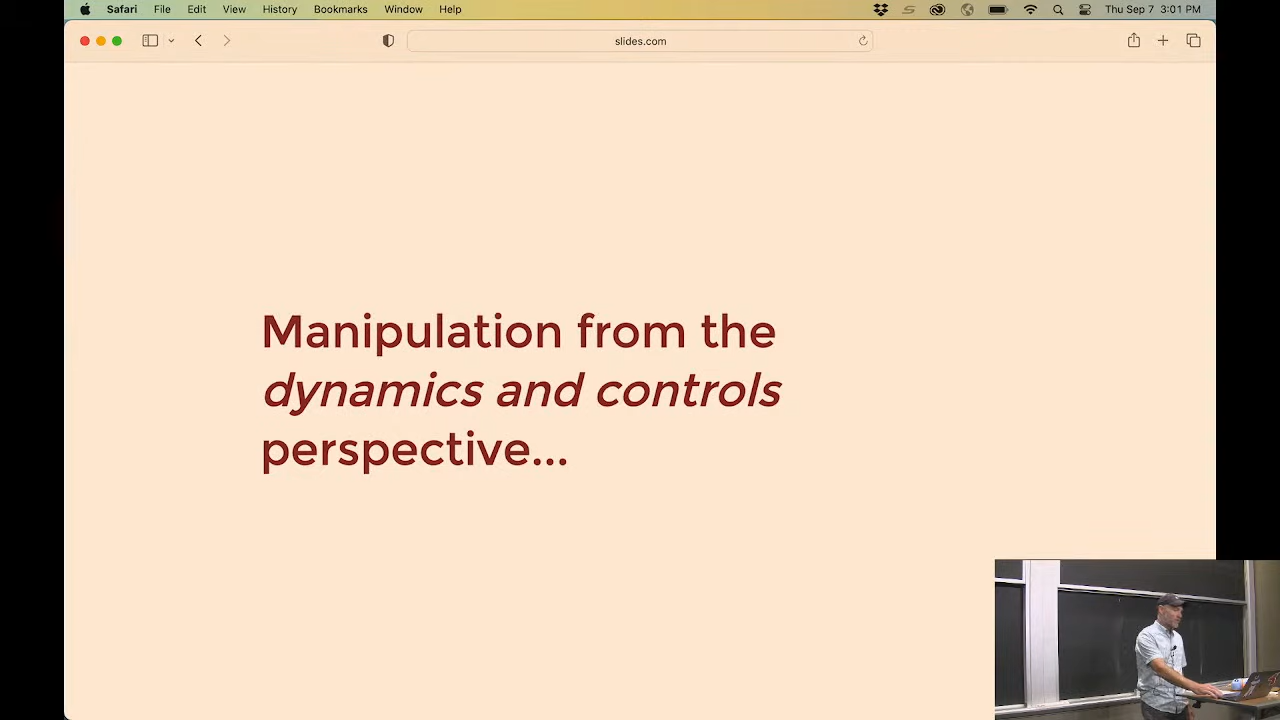 Safari File Edit View History Bookmarks Window Help Thu Sep 7 3:01 PM
slides.com
Manipulation from the
dynamics and controls
perspective...